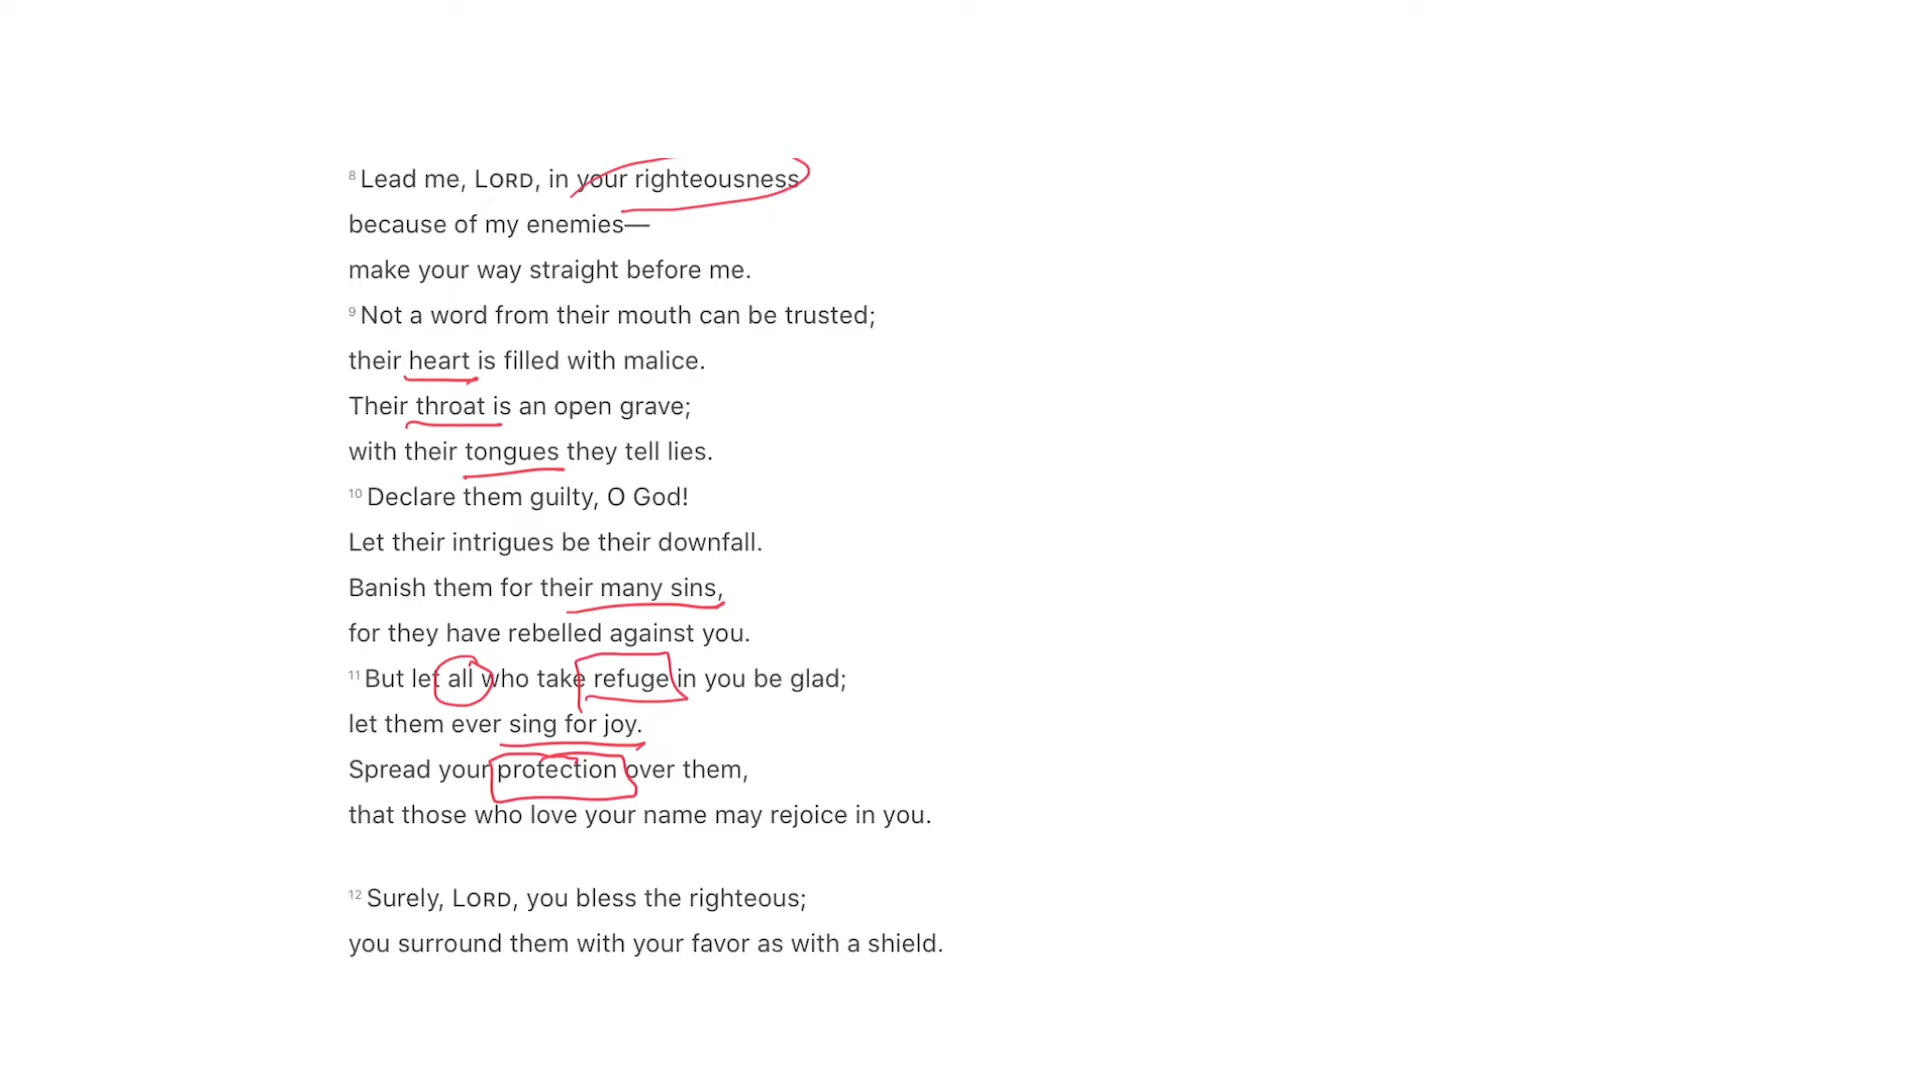 8 Lead me, LORD, in your righteousness
because of my enemies—
make your way straight before me.
9 Not a word from their mouth can be trusted;
their heart is filled with malice.
Their throat is an open grave;
with their tongues they tell lies.
10 Declare them guilty, O God!
Let their intrigues be their downfall.
Banish them for their many sins,
for they have rebelled against you.
11 But let all who take refuge in you be glad;
let them ever sing for joy.
Spread your protection over them,
that those who love your name may rejoice in you.
12 Surely, LORD, you bless the righteous;
you surround them with your favor as with a shield.